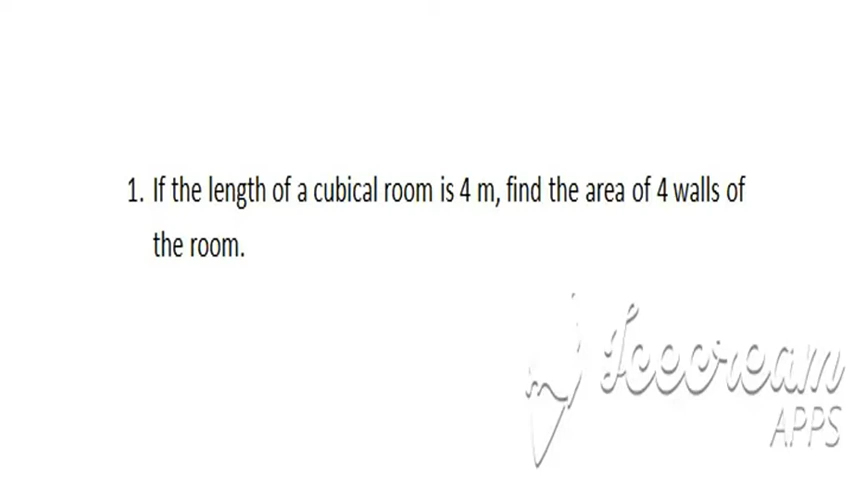 1. If the length of a cubical room is 4 m, find the area of 4 walls of
the room.
Icecream
APPS